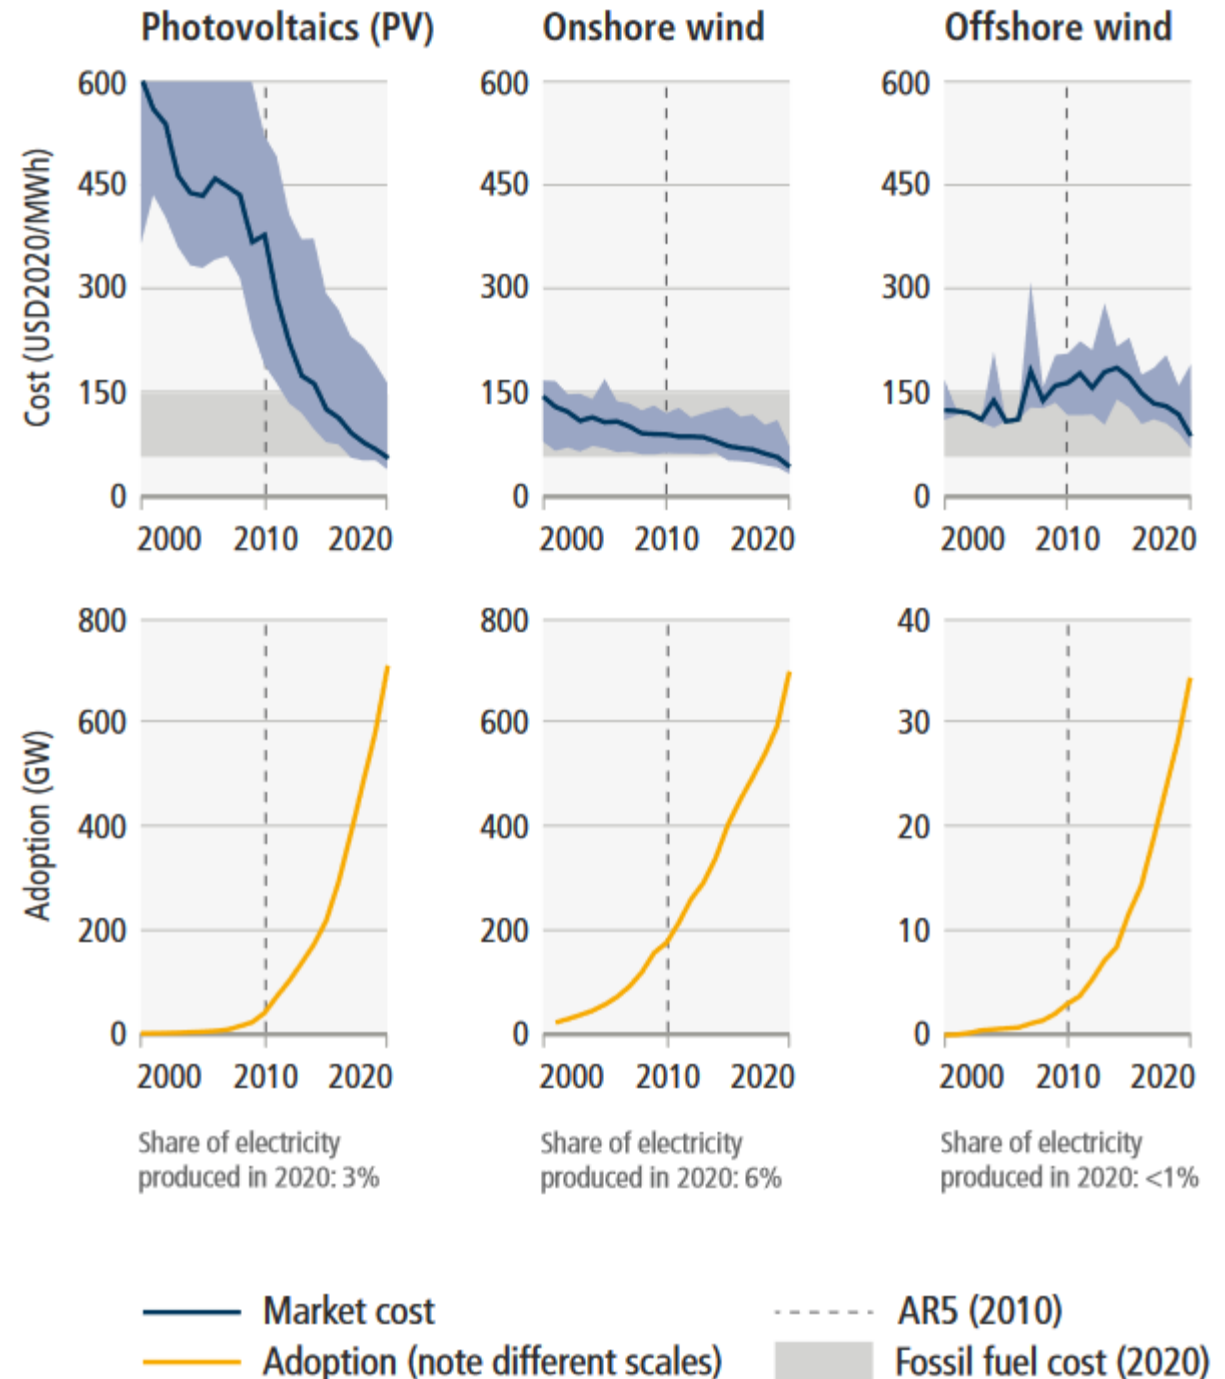 Photovoltaics (PV)
Onshore wind
Offshore wind
Cost (USD2020/MWh)
600
450
300
150
0
2000 2010 2020
600
450
300
150
0
2000 2010 2020
600
450
300
150
0
2000 2010 2020
Adoption (GW)
800
600
400
200
0
2000 2010 2020
800
600
400
200
0
2000 2010 2020
40
30
20
10
0
2000 2010 2020
Share of electricity
produced in 2020: 3%
Share of electricity
produced in 2020: 6%
Share of electricity
produced in 2020: <1%
Market cost
Adoption (note different scales)
AR5 (2010)
Fossil fuel cost (2020)